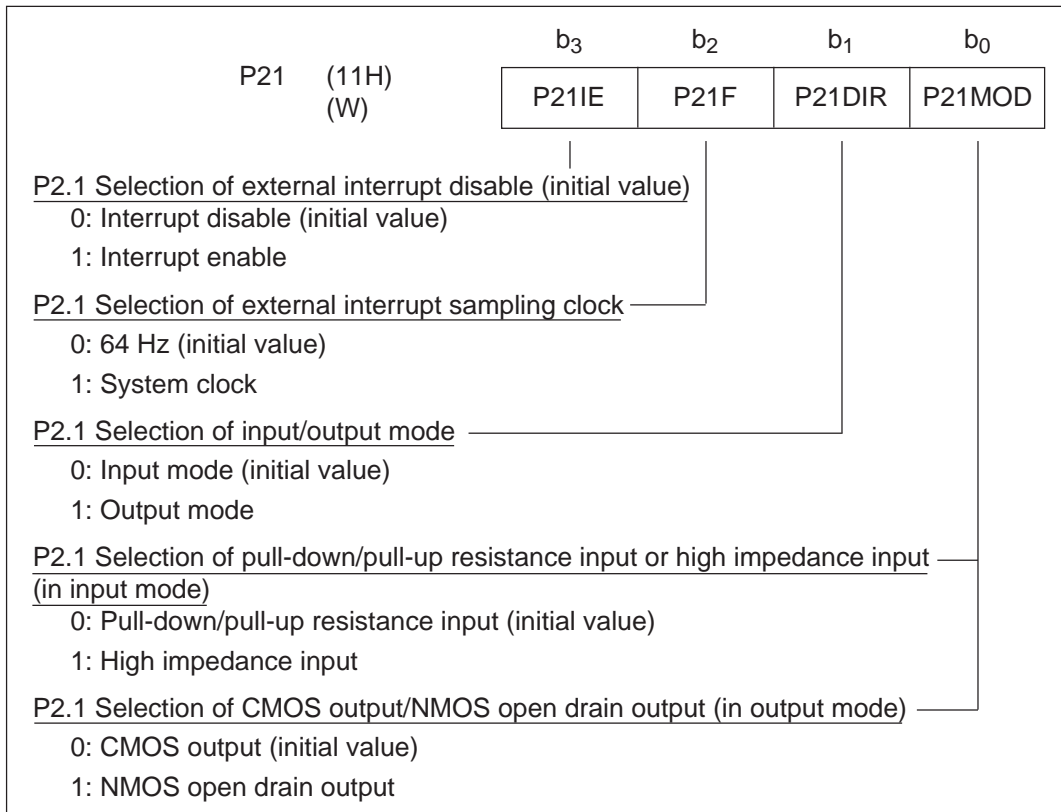 b3 b2 b1 b0
P21 (11H)
(W)
P21IE P21F P21DIR P21MOD
P2.1 Selection of external interrupt disable (initial value)
0: Interrupt disable (initial value)
1: Interrupt enable
P2.1 Selection of external interrupt sampling clock
0: 64 Hz (initial value)
1: System clock
P2.1 Selection of input/output mode
0: Input mode (initial value)
1: Output mode
P2.1 Selection of pull-down/pull-up resistance input or high impedance input
(in input mode)
0: Pull-down/pull-up resistance input (initial value)
1: High impedance input
P2.1 Selection of CMOS output/NMOS open drain output (in output mode)
0: CMOS output (initial value)
1: NMOS open drain output